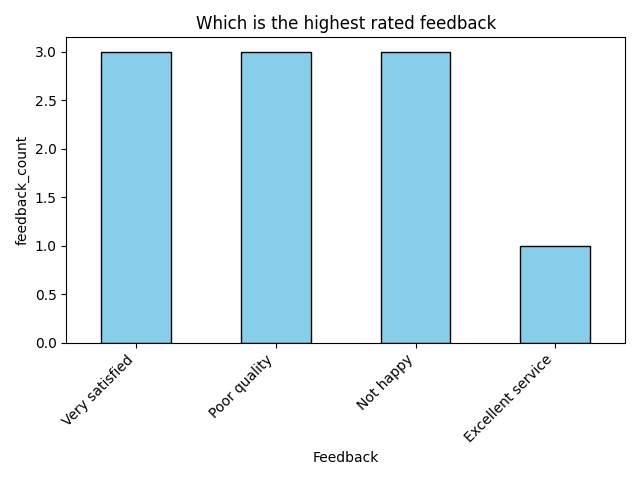 Which is the highest rated feedback
3.0
2.5
2.0
1.5
1.0
0.5
0.0
feedback_count
Very satisfied
Poor quality
Not happy
Excellent service
Feedback